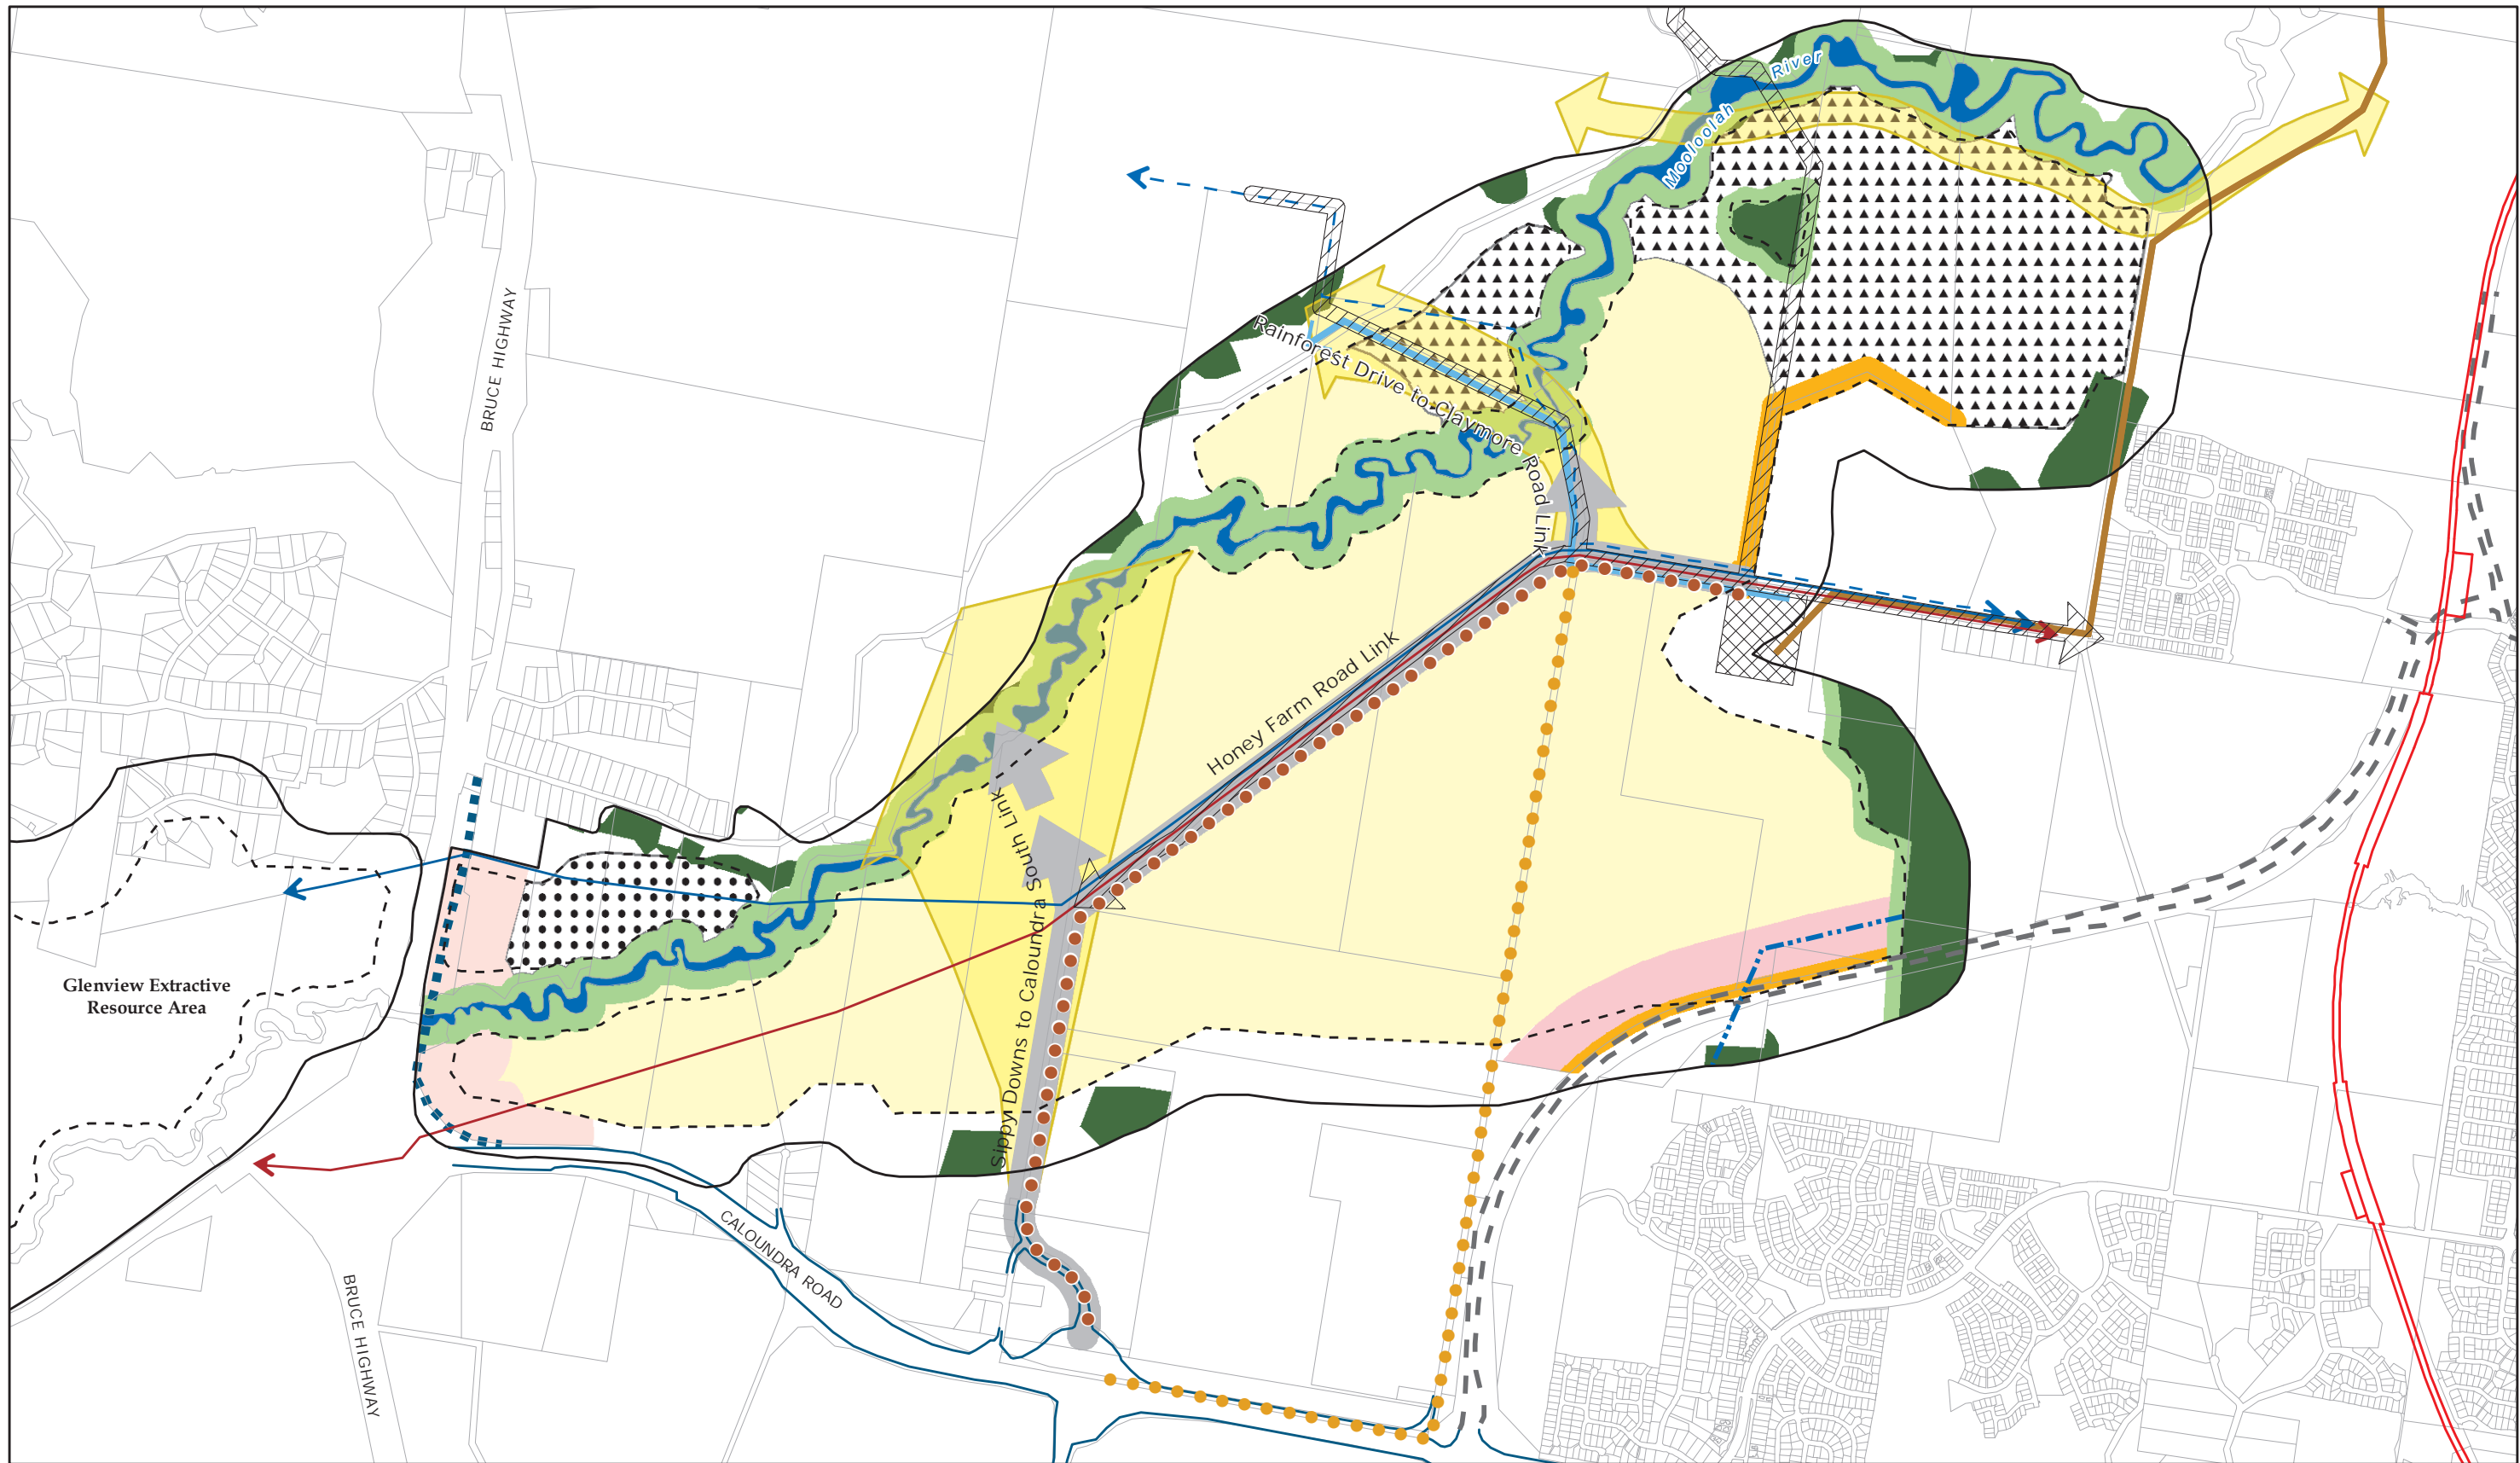 Mooloolah River
BRUCE HIGHWAY
Rainforest Drive to Claymore Road Link
Honey Farm Road Link
Sippy Downs to Caloundra South Link
Glenview Extractive
Resource Area
CALOUNDRA ROAD
BRUCE HIGHWAY